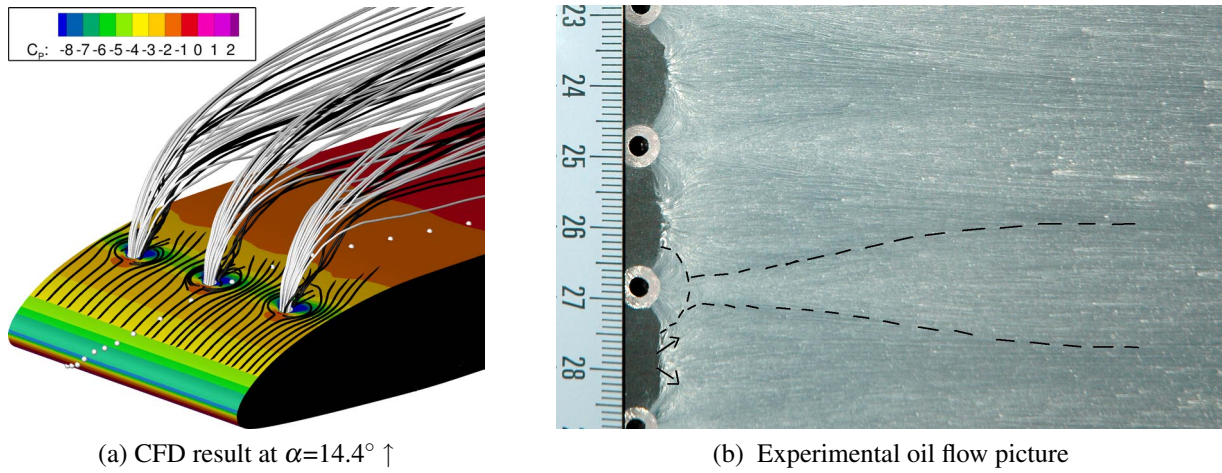 Cₚ: -8 -7 -6 -5 -4 -3 -2 -1 0 1 2
23
24
25
26
27
28
(a) CFD result at α=14.4° ↑
(b) Experimental oil flow picture